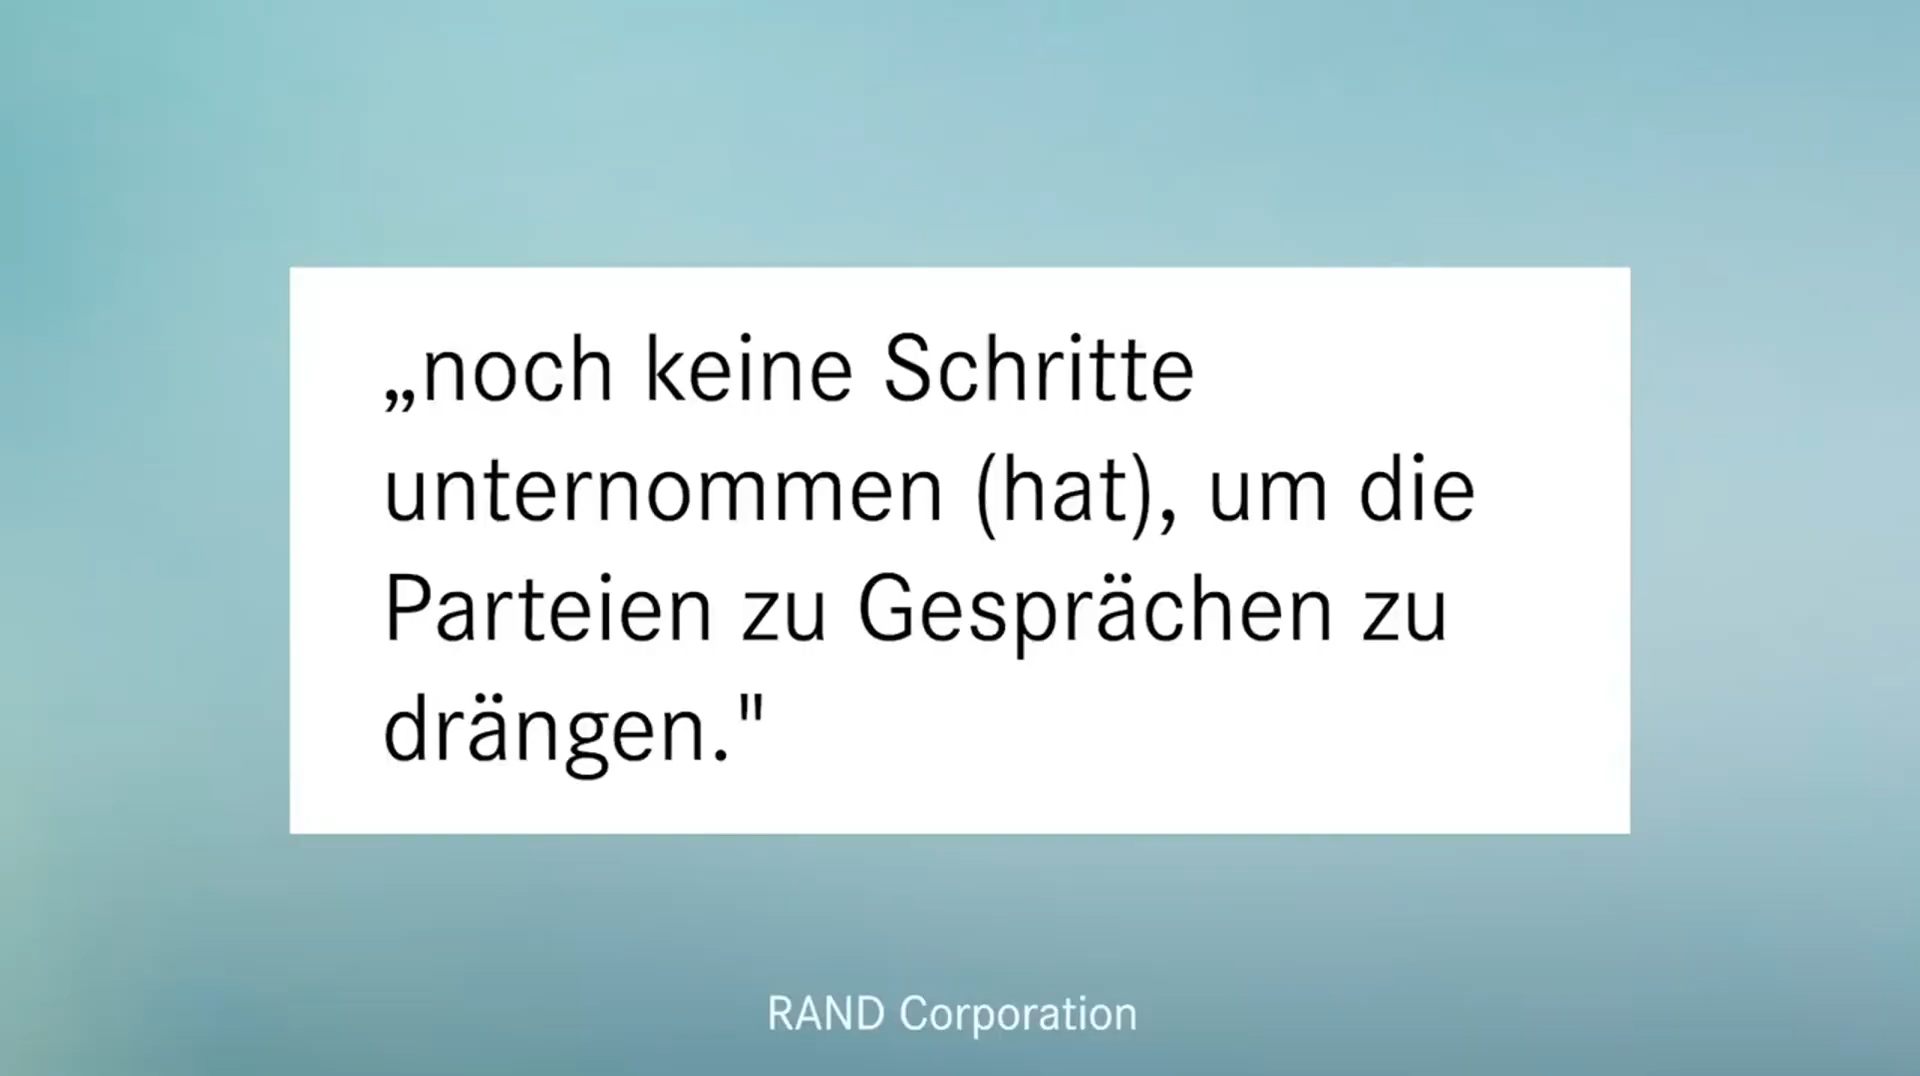 „noch keine Schritte
unternommen (hat), um die
Parteien zu Gesprächen zu
drängen."
RAND Corporation